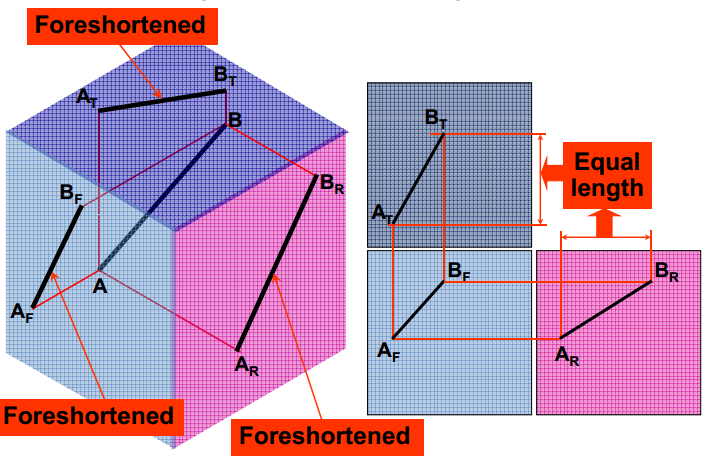 Foreshortened
B_T
A_T
B
B_F
B_R
A
A_F
A_R
Foreshortened
Foreshortened
B_T
A_T
Equal
length
B_F
B_R
A_F
A_R